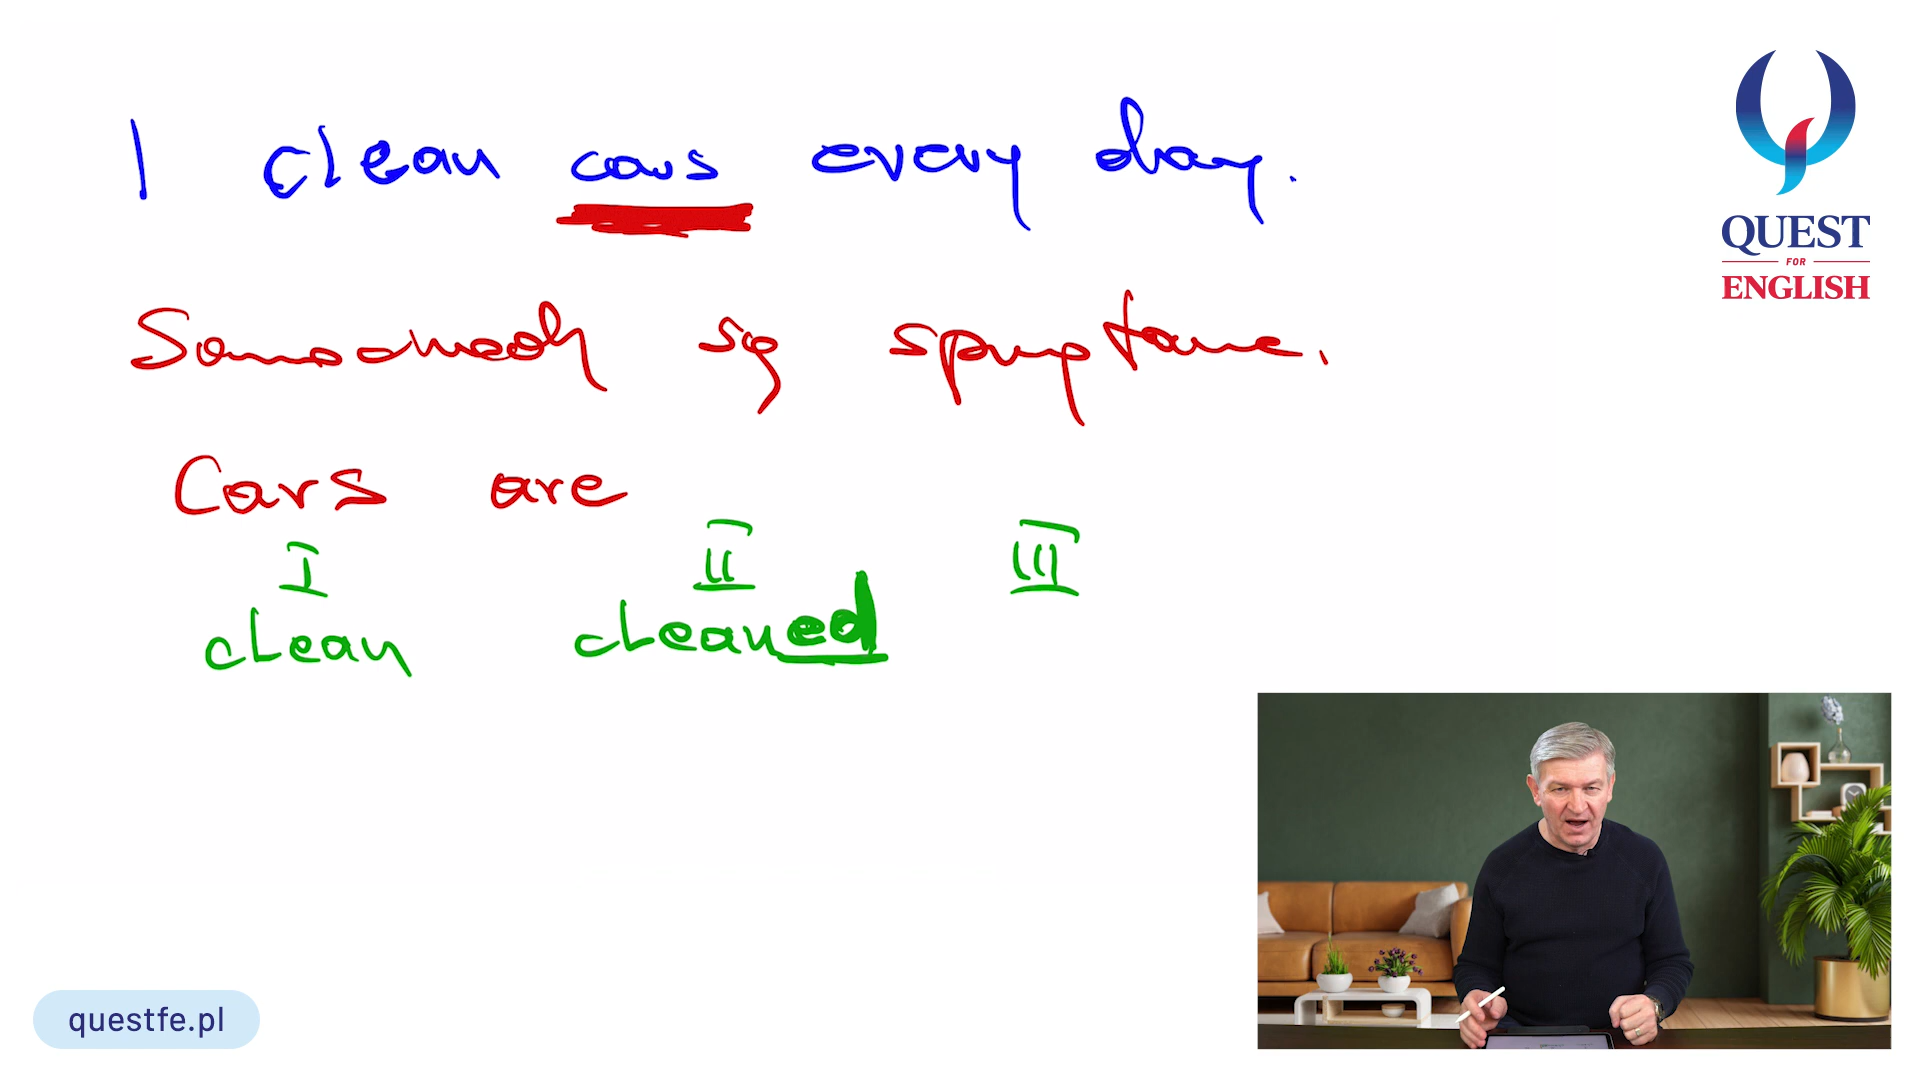 I clean cars every day.
Samochody są sprzątane.
Cars are
I II III
clean cleaned
QUEST
FOR
ENGLISH
questfe.pl